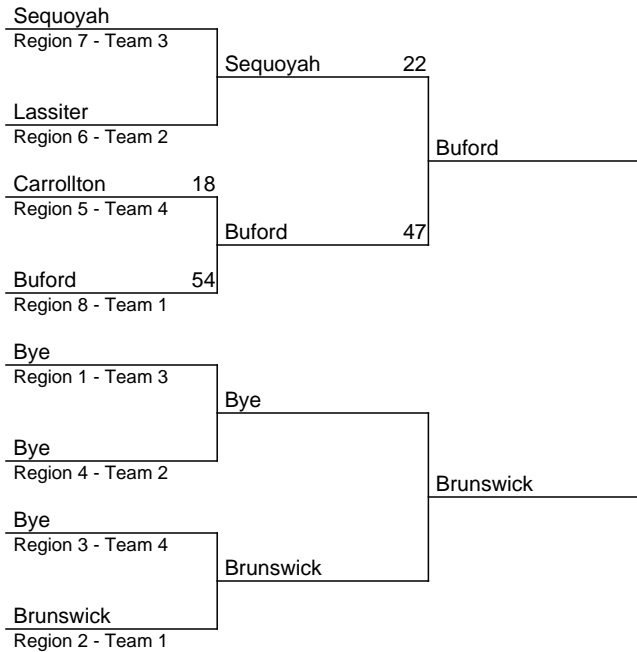 Sequoyah
Region 7 - Team 3
Sequoyah 22
Lassiter
Region 6 - Team 2
Buford
Carrollton 18
Region 5 - Team 4
Buford 47
Buford 54
Region 8 - Team 1
Bye
Region 1 - Team 3
Bye
Bye
Region 4 - Team 2
Brunswick
Bye
Region 3 - Team 4
Brunswick
Brunswick
Region 2 - Team 1